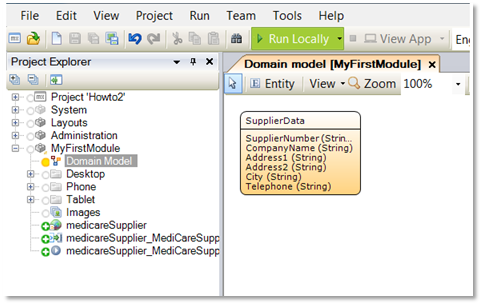 File Edit View Project Run Team Tools Help
Run Locally View App En
Project Explorer
Domain model [MyFirstModule] x
Entity View Zoom 100%
Project 'Howto2'
System
Layouts
Administration
MyFirstModule
Domain Model
Desktop
Phone
Tablet
Images
medicareSupplier
medicareSupplier_MediCareSupp
medicareSupplier_MediCareSupp
SupplierData
SupplierNumber (Strin...
CompanyName (String)
Address1 (String)
Address2 (String)
City (String)
Telephone (String)